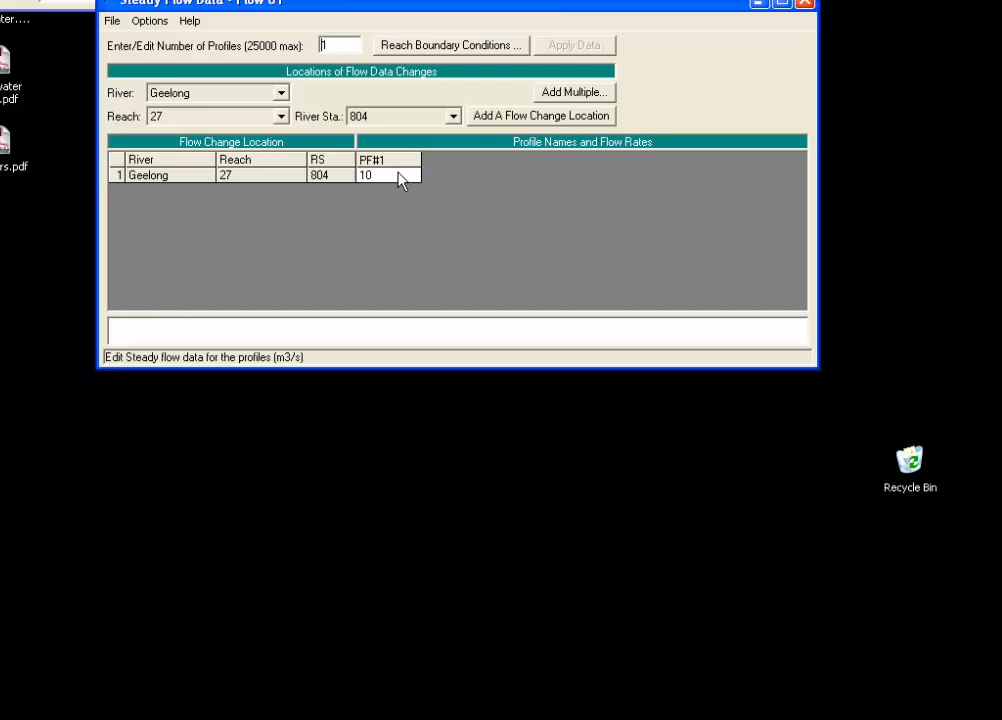 ter....
Steady Flow Data - Flow 01
File Options Help
Enter/Edit Number of Profiles (25000 max): 1 Reach Boundary Conditions ... Apply Data
Locations of Flow Data Changes
River: Geelong Add Multiple...
Reach: 27 River Sta.: 804 Add A Flow Change Location
Flow Change Location Profile Names and Flow Rates
River Reach RS PF#1
1 Geelong 27 804 10
Edit Steady flow data for the profiles (m3/s)
water
.pdf
rs.pdf
Recycle Bin